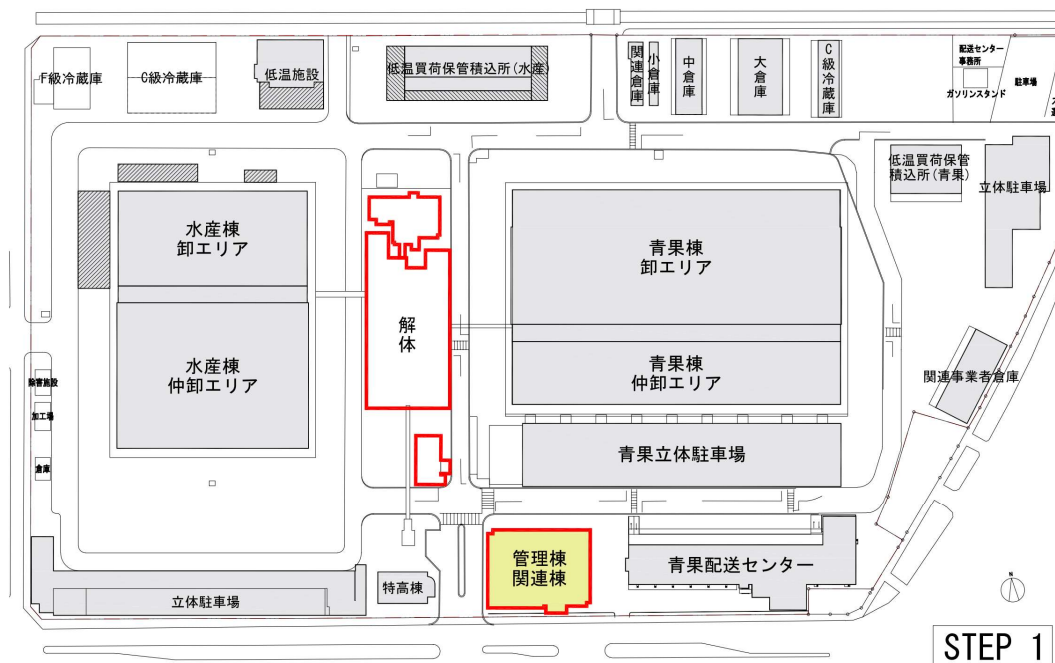 F級冷蔵庫
C級冷蔵庫
低温施設
低温買荷保管積込所(水産)
関連倉庫
小倉庫
中倉庫
大倉庫
C級冷蔵庫
配送センター
事務所
ガソリンスタンド
駐車場
低温買荷保管
積込所(青果)
立体駐車場
水産棟
卸エリア
青果棟
卸エリア
解体
水産棟
仲卸エリア
青果棟
仲卸エリア
関連事業者倉庫
除害施設
加工場
倉庫
青果立体駐車場
管理棟
関連棟
青果配送センター
特高棟
立体駐車場
N
STEP 1